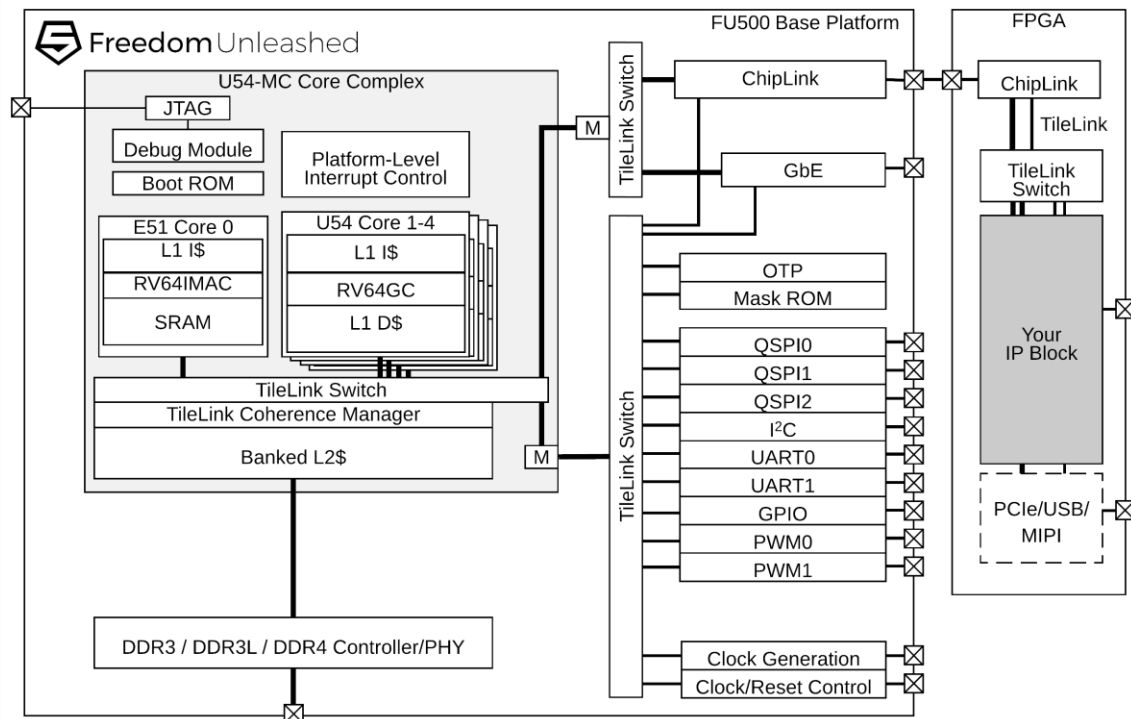 Freedom Unleashed
FU500 Base Platform
FPGA
U54-MC Core Complex
JTAG
Debug Module
Boot ROM
Platform-Level
Interrupt Control
E51 Core 0
L1 I$
RV64IMAC
SRAM
U54 Core 1-4
L1 I$
RV64GC
L1 D$
TileLink Switch
TileLink Coherence Manager
Banked L2$
M
M
DDR3 / DDR3L / DDR4 Controller/PHY
TileLink Switch
TileLink Switch
ChipLink
GbE
OTP
Mask ROM
QSPI0
QSPI1
QSPI2
I²C
UART0
UART1
GPIO
PWM0
PWM1
Clock Generation
Clock/Reset Control
ChipLink
TileLink
TileLink
Switch
Your
IP Block
PCIe/USB/
MIPI